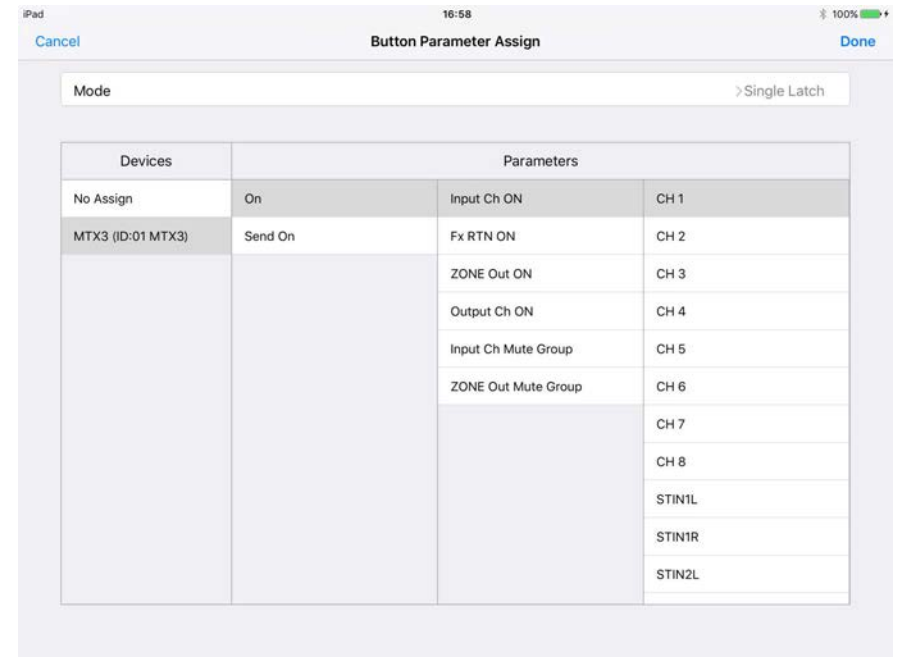 iPad 16:58 100%
Cancel Button Parameter Assign Done
Mode >Single Latch
Devices Parameters
No Assign On Input Ch ON CH 1
MTX3 (ID:01 MTX3) Send On Fx RTN ON CH 2
ZONE Out ON CH 3
Output Ch ON CH 4
Input Ch Mute Group CH 5
ZONE Out Mute Group CH 6
CH 7
CH 8
STIN1L
STIN1R
STIN2L